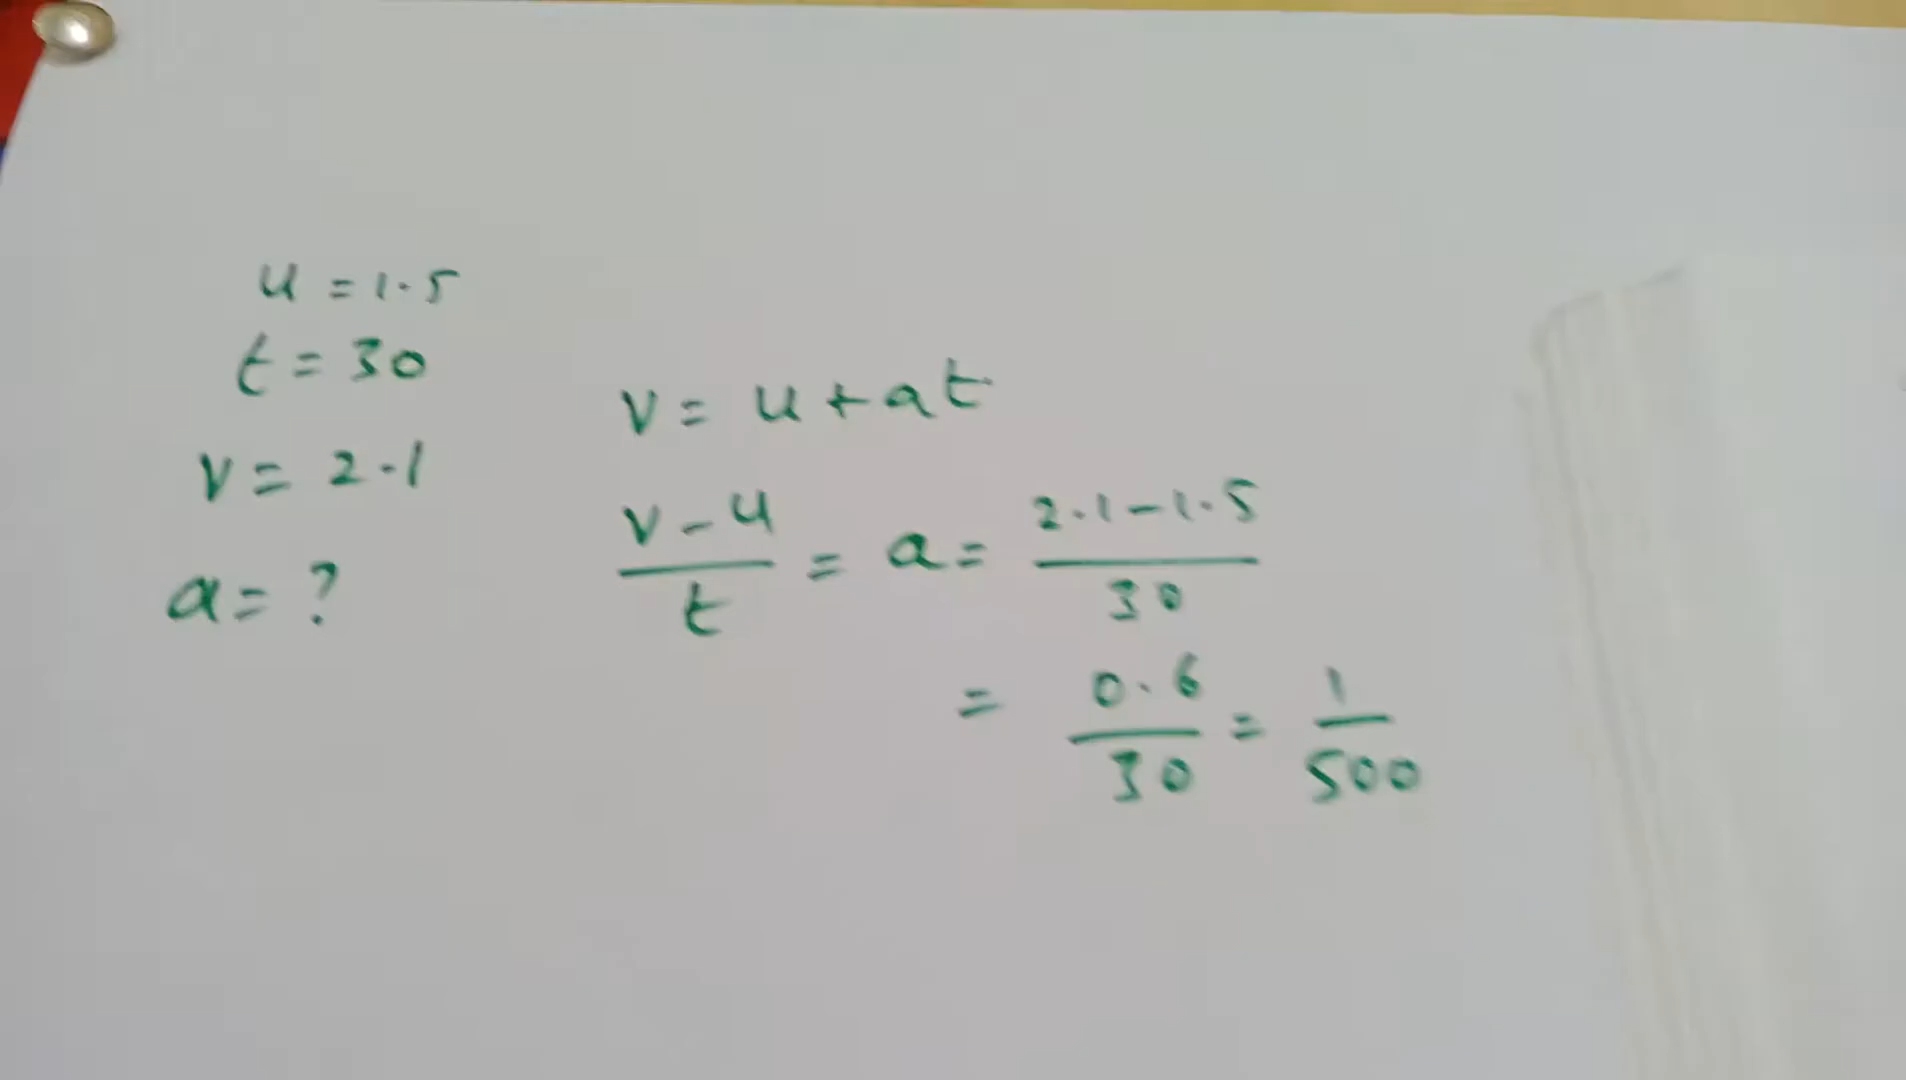 u = 1.5
t = 30
v = 2.1
a = ?
v = u + at
v - u / t = a = 2.1 - 1.5 / 30
= 0.6 / 30 = 1 / 500